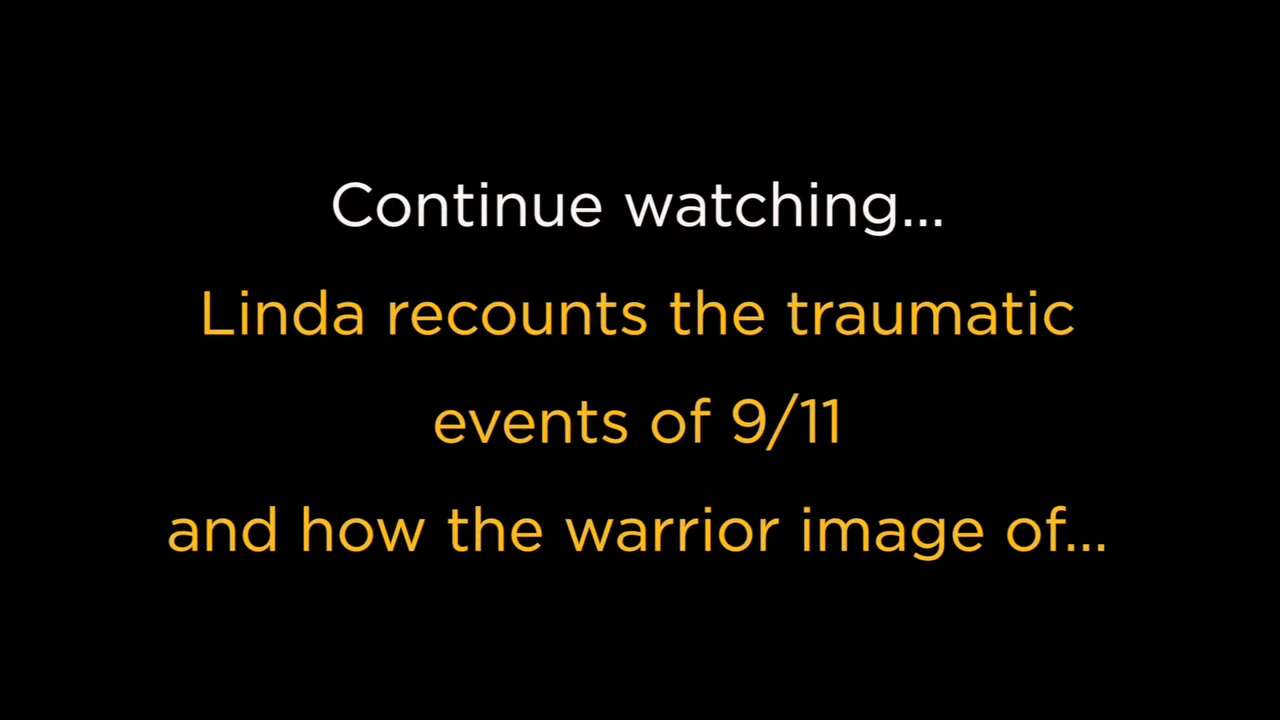 Continue watching...
Linda recounts the traumatic
events of 9/11
and how the warrior image of...